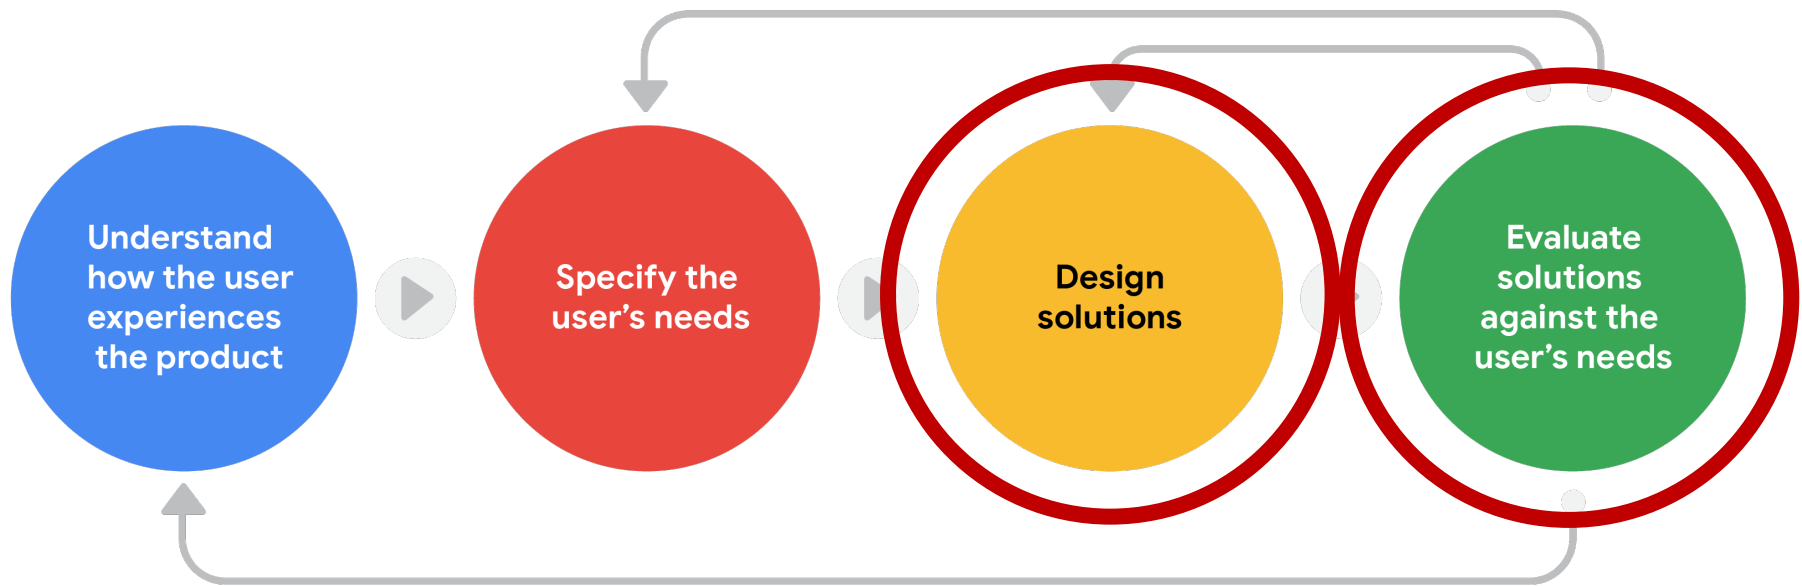 Understand
how the user
experiences
the product
Specify the
user's needs
Design
solutions
Evaluate
solutions
against the
user's needs